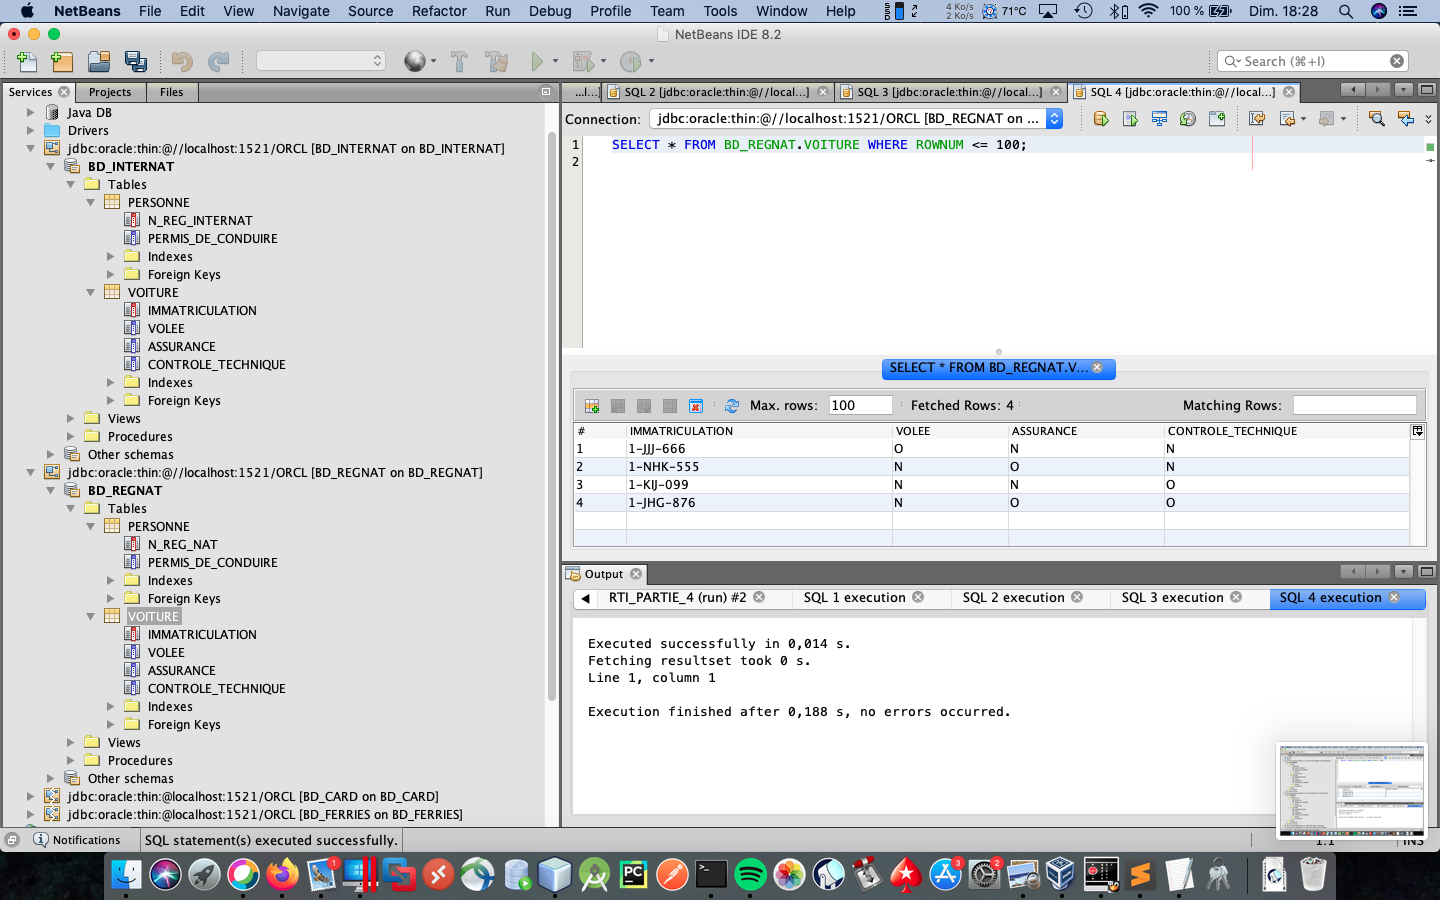 NetBeans File Edit View Navigate Source Refactor Run Debug Profile Team Tools Window Help 4 Ko/s 2 Ko/s 71°C 100 % Dim. 18:28
NetBeans IDE 8.2
Search (⌘+I)
Services Projects Files
...l...] SQL 2 [jdbc:oracle:thin:@//local...] SQL 3 [jdbc:oracle:thin:@//local...] SQL 4 [jdbc:oracle:thin:@//local...]
Connection: jdbc:oracle:thin:@//localhost:1521/ORCL [BD_REGNAT on ...
1 SELECT * FROM BD_REGNAT.VOITURE WHERE ROWNUM <= 100;
2
Java DB
Drivers
jdbc:oracle:thin:@//localhost:1521/ORCL [BD_INTERNAT on BD_INTERNAT]
BD_INTERNAT
Tables
PERSONNE
N_REG_INTERNAT
PERMIS_DE_CONDUIRE
Indexes
Foreign Keys
VOITURE
IMMATRICULATION
VOLEE
ASSURANCE
CONTROLE_TECHNIQUE
Indexes
Foreign Keys
Views
Procedures
Other schemas
jdbc:oracle:thin:@//localhost:1521/ORCL [BD_REGNAT on BD_REGNAT]
BD_REGNAT
Tables
PERSONNE
N_REG_NAT
PERMIS_DE_CONDUIRE
Indexes
Foreign Keys
VOITURE
IMMATRICULATION
VOLEE
ASSURANCE
CONTROLE_TECHNIQUE
Indexes
Foreign Keys
Views
Procedures
Other schemas
jdbc:oracle:thin:@localhost:1521/ORCL [BD_CARD on BD_CARD]
jdbc:oracle:thin:@localhost:1521/ORCL [BD_FERRIES on BD_FERRIES]
SELECT * FROM BD_REGNAT.V...
Max. rows: 100 Fetched Rows: 4 Matching Rows:
# IMMATRICULATION VOLEE ASSURANCE CONTROLE_TECHNIQUE
1 1-JJJ-666 O N N
2 1-NHK-555 N O N
3 1-KIJ-099 N N O
4 1-JHG-876 N O O
Output
RTI_PARTIE_4 (run) #2 SQL 1 execution SQL 2 execution SQL 3 execution SQL 4 execution
Executed successfully in 0,014 s.
Fetching resultset took 0 s.
Line 1, column 1
Execution finished after 0,188 s, no errors occurred.
Notifications SQL statement(s) executed successfully. 1:1 INS
1 PC 3 2